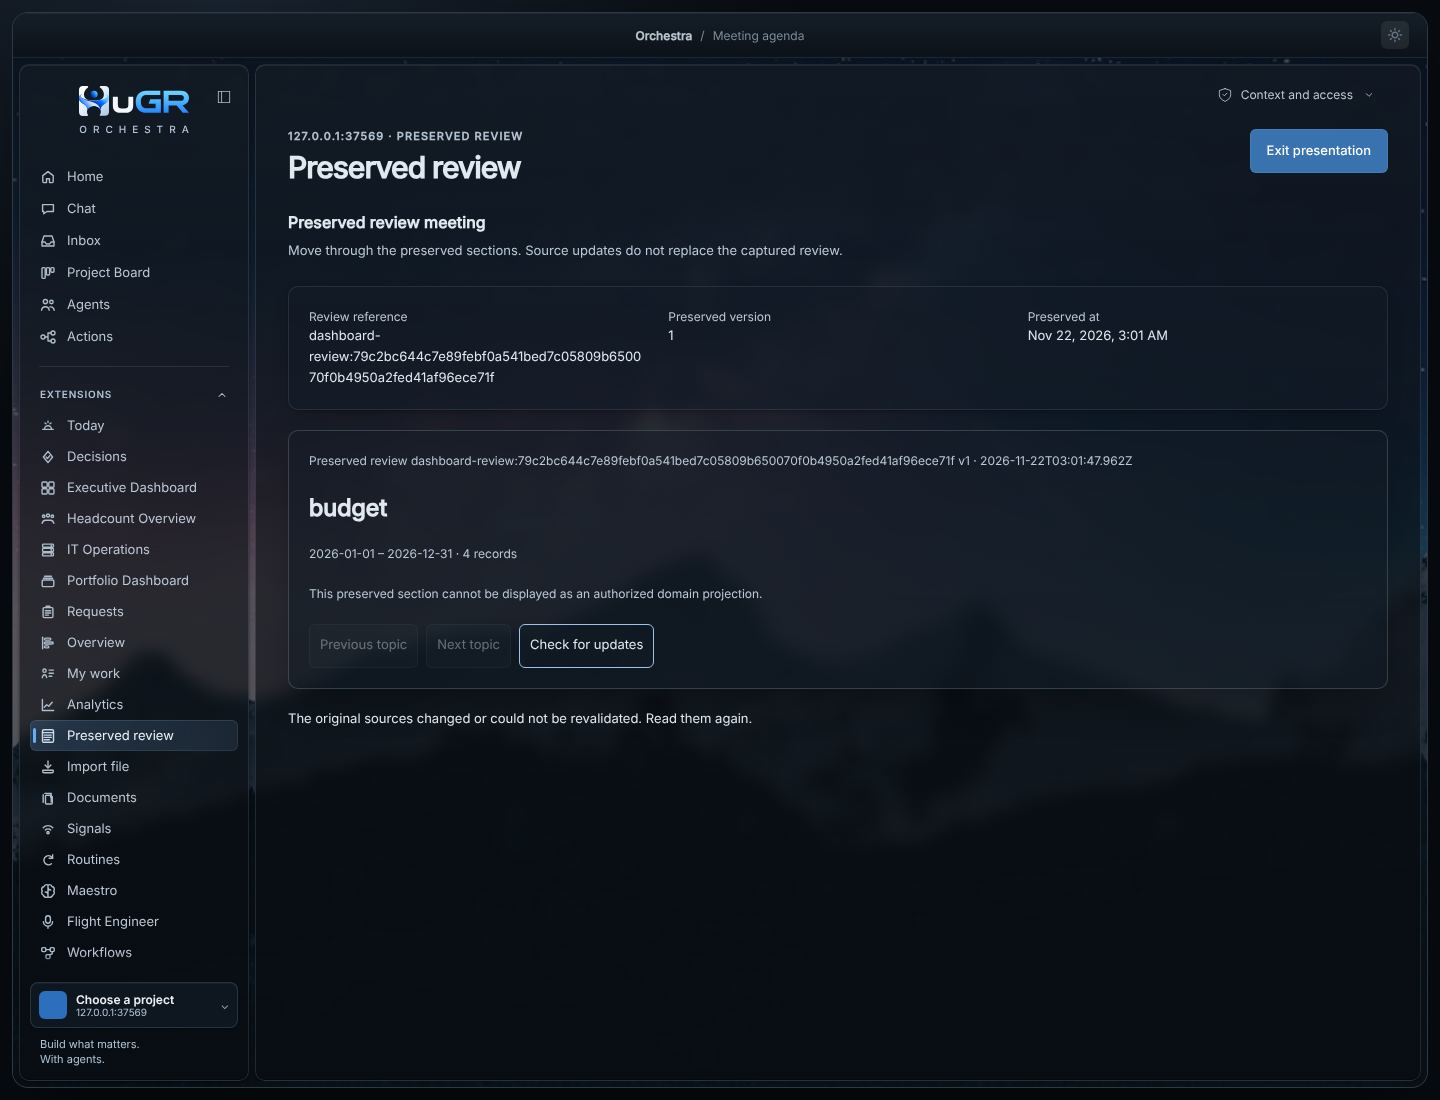 Orchestra / Meeting agenda
HuGR
ORCHESTRA
Home
Chat
Inbox
Project Board
Agents
Actions
EXTENSIONS
Today
Decisions
Executive Dashboard
Headcount Overview
IT Operations
Portfolio Dashboard
Requests
Overview
My work
Analytics
Preserved review
Import file
Documents
Signals
Routines
Maestro
Flight Engineer
Workflows
Choose a project
127.0.0.1:37569
Build what matters.
With agents.
Context and access
127.0.0.1:37569 · PRESERVED REVIEW
Preserved review
Exit presentation
Preserved review meeting
Move through the preserved sections. Source updates do not replace the captured review.
Review reference
dashboard-
review:79c2bc644c7e89febf0a541bed7c05809b6500
70f0b4950a2fed41af96ece71f
Preserved version
1
Preserved at
Nov 22, 2026, 3:01 AM
Preserved review dashboard-review:79c2bc644c7e89febf0a541bed7c05809b650070f0b4950a2fed41af96ece71f v1 · 2026-11-22T03:01:47.962Z
budget
2026-01-01 – 2026-12-31 · 4 records
This preserved section cannot be displayed as an authorized domain projection.
Previous topic
Next topic
Check for updates
The original sources changed or could not be revalidated. Read them again.